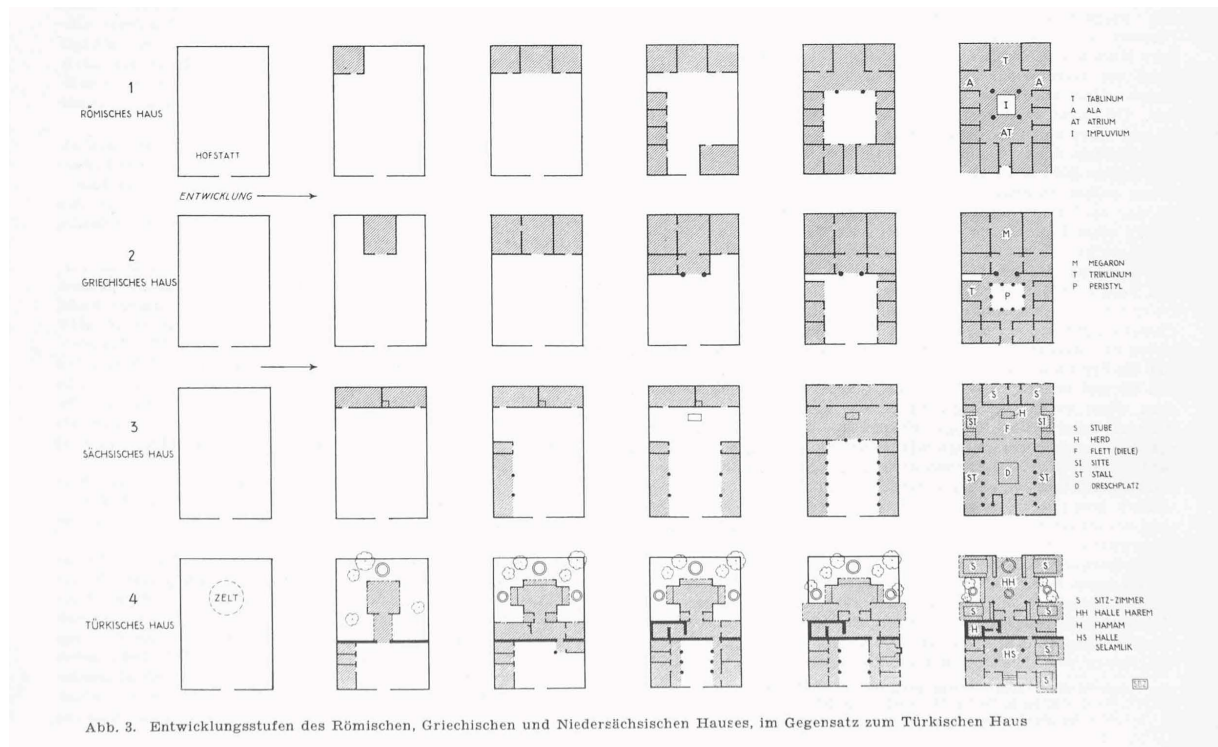 1
RÖMISCHES HAUS
HOFSTATT
T
A
A
I
AT
T TABLINUM
A ALA
AT ATRIUM
I IMPLUVIUM
ENTWICKLUNG
2
GRIECHISCHES HAUS
M
T
P
M MEGARON
T TRIKLINUM
P PERISTYL
3
SÄCHSISCHES HAUS
S
S
H
SI
F
SI
ST
D
ST
S STUBE
H HERD
F FLETT (DIELE)
SI SITTE
ST STALL
D DRESCHPLATZ
4
TÜRKISCHES HAUS
ZELT
S
HH
S
S
S
H
HS
S
S
S SITZ-ZIMMER
HH HALLE HAREM
H HAMAM
HS HALLE
SELAMLIK
Abb. 3. Entwicklungsstufen des Römischen, Griechischen und Niedersächsischen Hauses, im Gegensatz zum Türkischen Haus